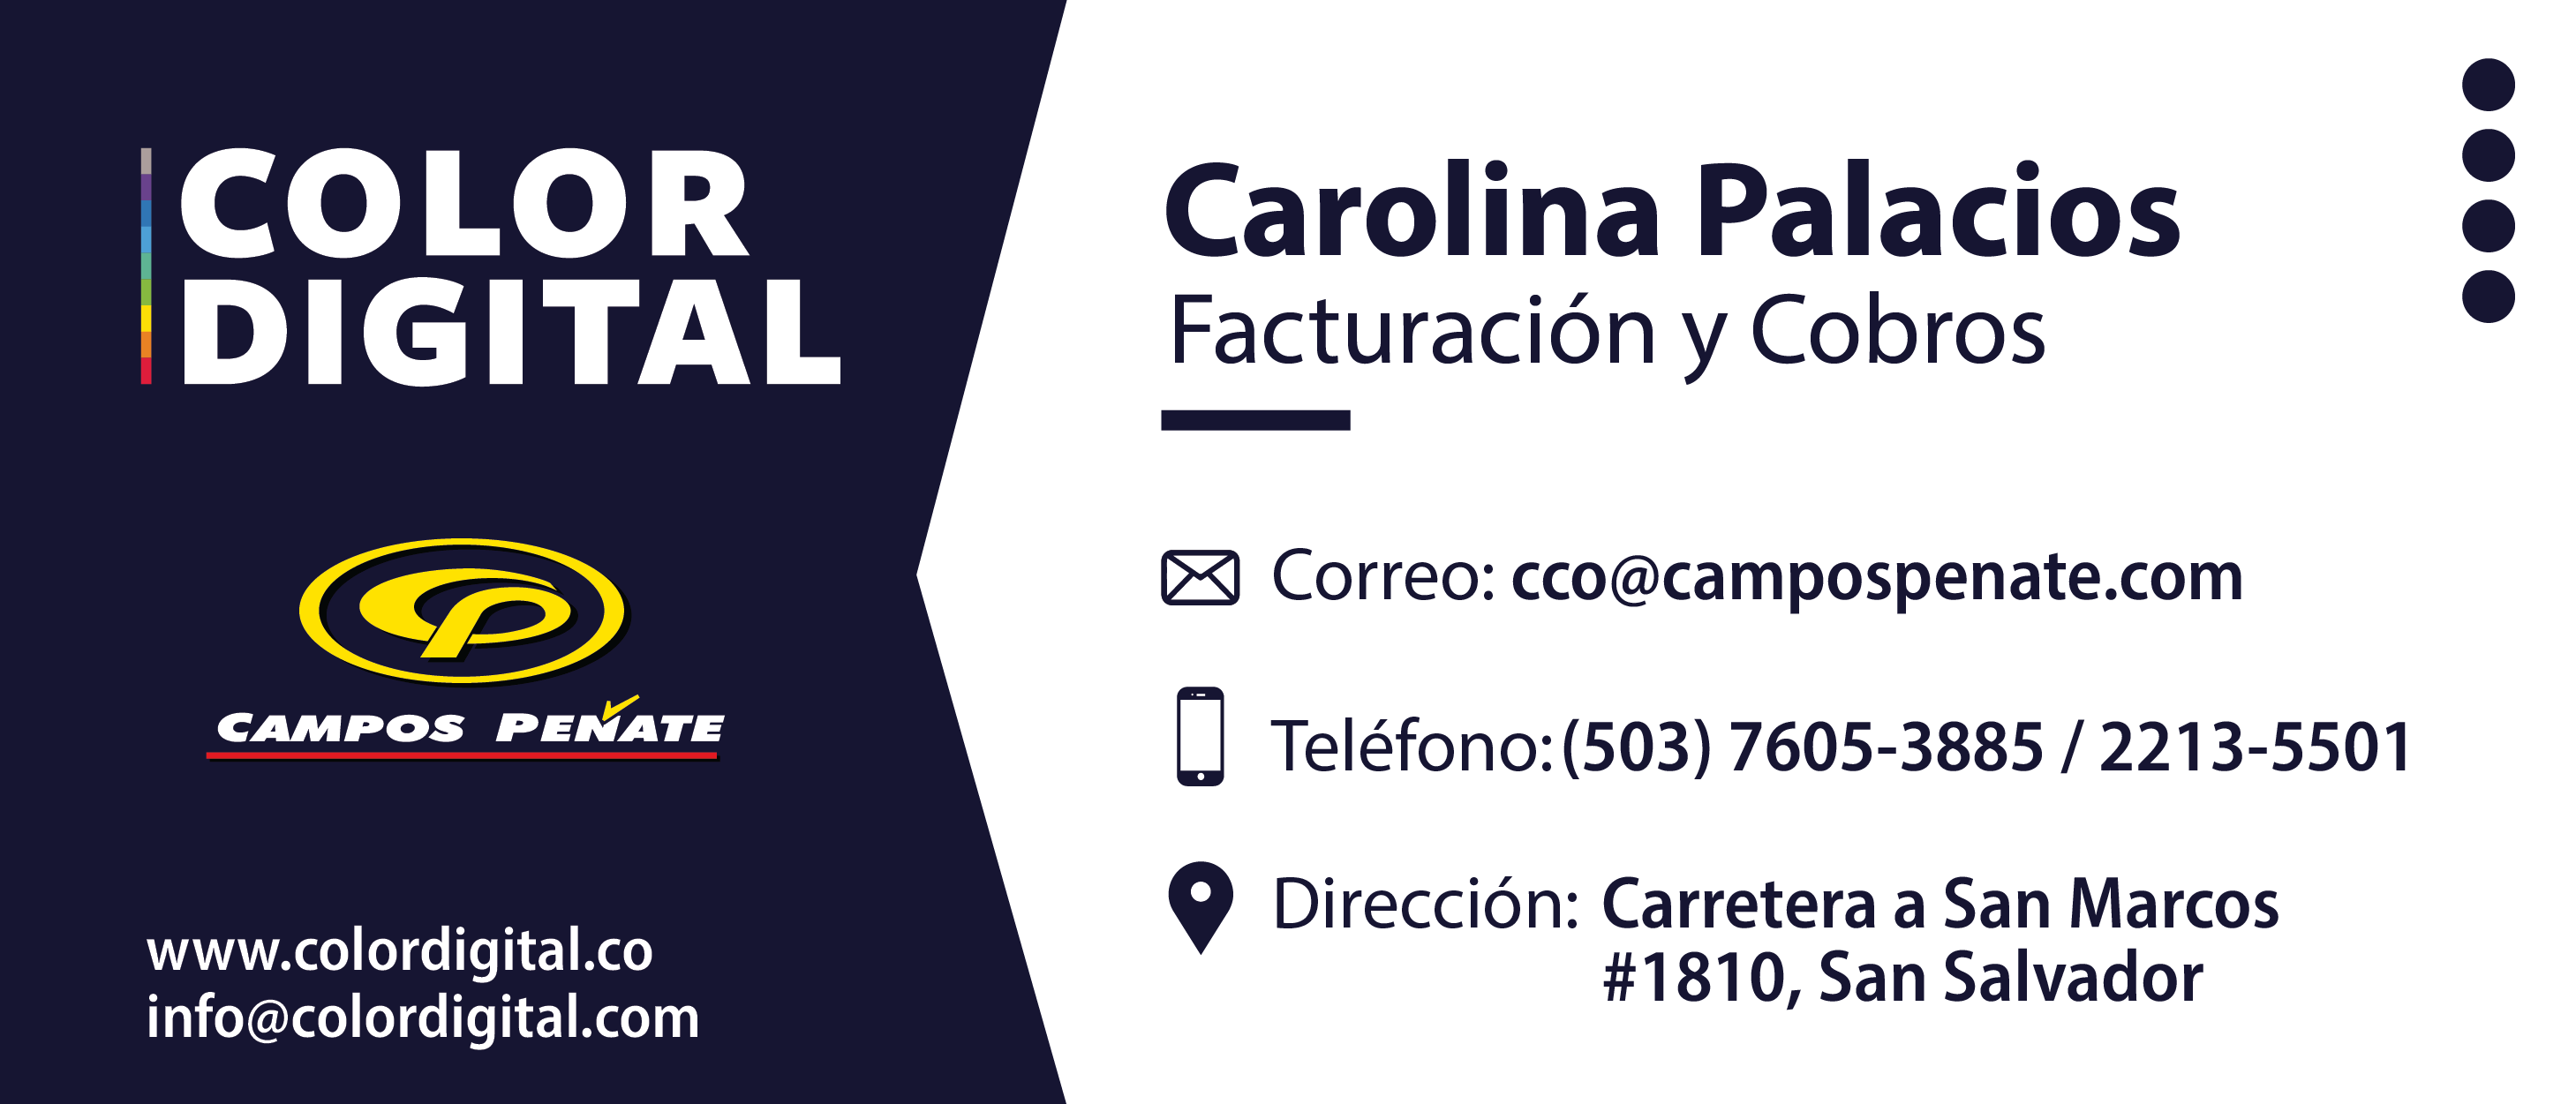 COLOR
DIGITAL
CAMPOS PEÑATE
www.colordigital.co
info@colordigital.com
Carolina Palacios
Facturación y Cobros
Correo: cco@campospenate.com
Teléfono: (503) 7605-3885 / 2213-5501
Dirección: Carretera a San Marcos
#1810, San Salvador